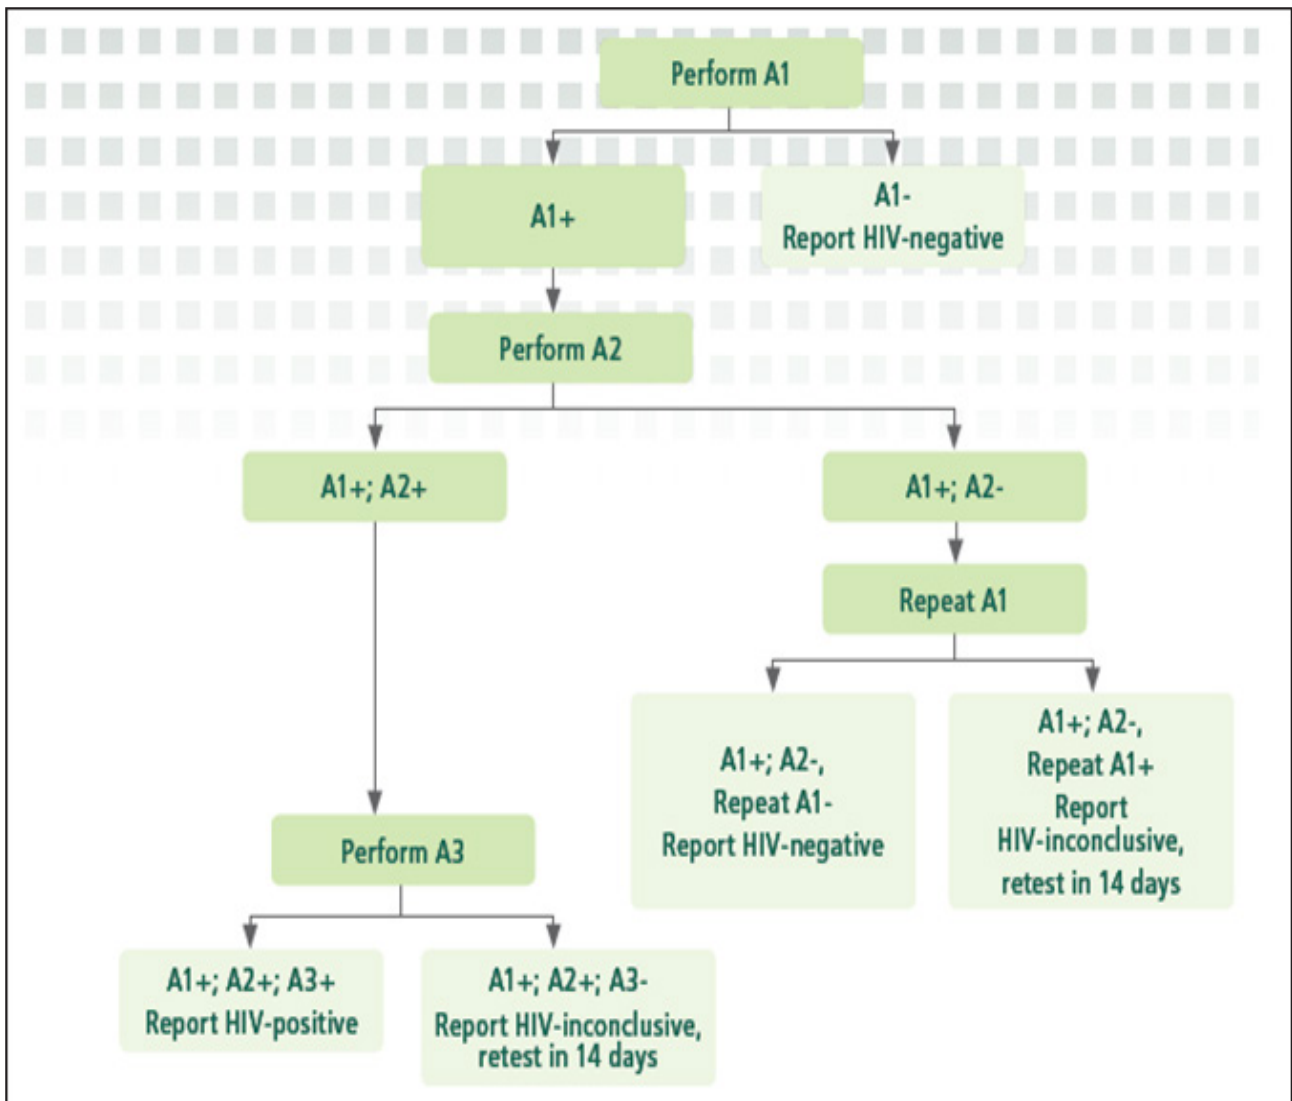 Perform A1
A1+
A1-
Report HIV-negative
Perform A2
A1+; A2+
A1+; A2-
Repeat A1
A1+; A2-,
Repeat A1-
Report HIV-negative
A1+; A2-,
Repeat A1+
Report
HIV-inconclusive,
retest in 14 days
Perform A3
A1+; A2+; A3+
Report HIV-positive
A1+; A2+; A3-
Report HIV-inconclusive,
retest in 14 days